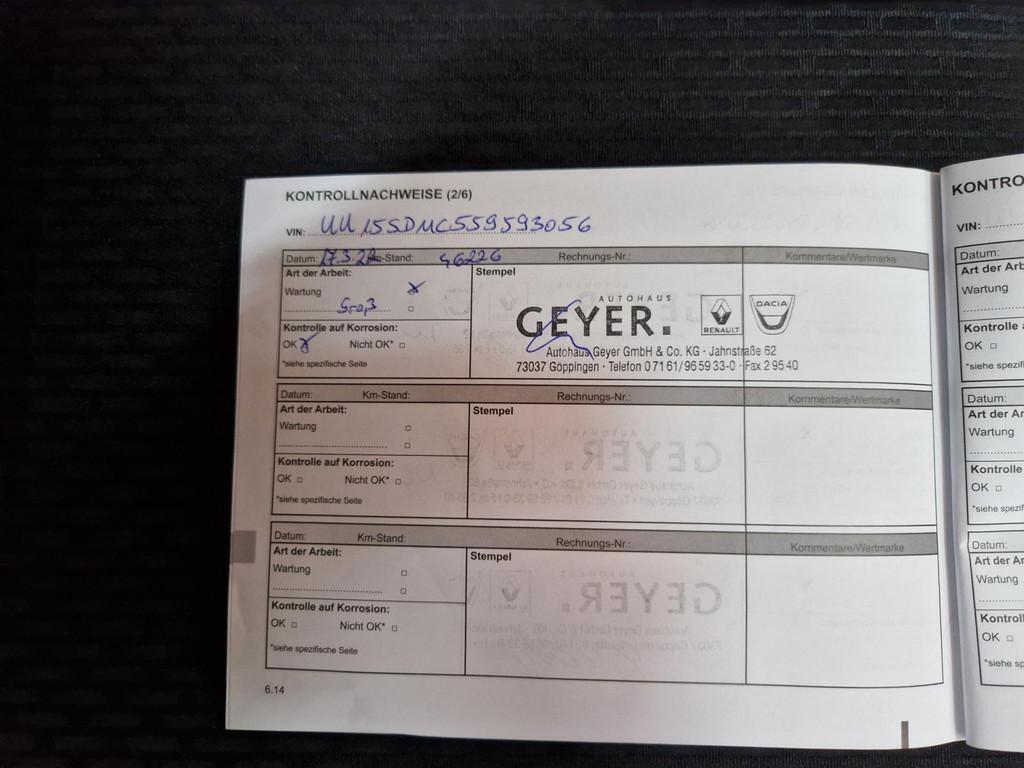 KONTROLLNACHWEISE (2/6)
VIN: UU15SDMC559593056
Datum: 17.3.22 Km-Stand: 46226 Rechnungs-Nr.: Kommentare/Wertmarke
Art der Arbeit: Stempel
Wartung
Groß
AUTOHAUS
GEYER. RENAULT DACIA
Kontrolle auf Korrosion:
OK Nicht OK*
*siehe spezifische Seite
Autohaus Geyer GmbH & Co. KG · Jahnstraße 62
73037 Göppingen · Telefon 0 71 61/96 59 33-0 · Fax 2 95 40
Datum: Km-Stand: Rechnungs-Nr.: Kommentare/Wertmarke
Art der Arbeit: Stempel
Wartung
Kontrolle auf Korrosion:
OK Nicht OK*
*siehe spezifische Seite
Datum: Km-Stand: Rechnungs-Nr.: Kommentare/Wertmarke
Art der Arbeit: Stempel
Wartung
Kontrolle auf Korrosion:
OK Nicht OK*
*siehe spezifische Seite
6.14
KONTRO
VIN:
Datum:
Art der Arb
Wartung
Kontrolle
OK
*siehe spezifi
Datum:
Art der Ar
Wartung
Kontrolle
OK
*siehe spezif
Datum:
Art der Ar
Wartung
Kontroll
OK
*siehe sp